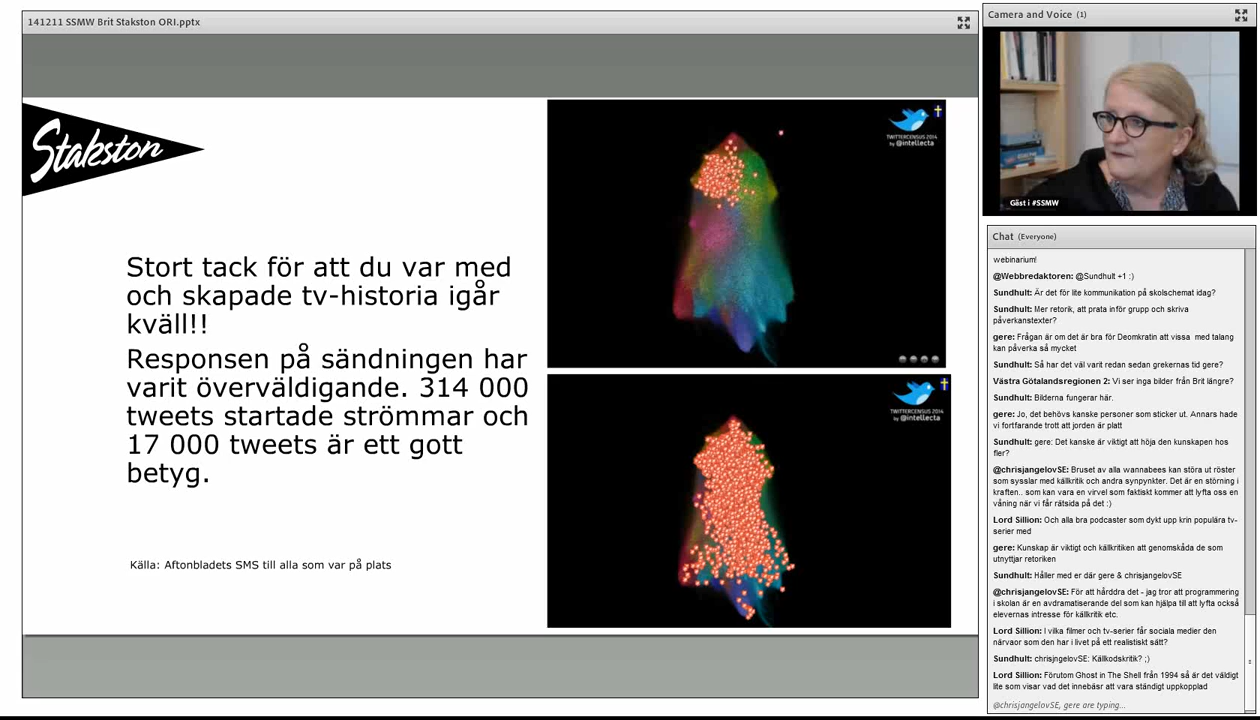 141211 SSMW Brit Stakston ORI.pptx
Stakston
Stort tack för att du var med
och skapade tv-historia igår
kväll!!
Responsen på sändningen har
varit överväldigande. 314 000
tweets startade strömmar och
17 000 tweets är ett gott
betyg.
Källa: Aftonbladets SMS till alla som var på plats
TWITTERCENSUS 2014
by @intellecta
TWITTERCENSUS 2014
by @intellecta
Camera and Voice (1)
Gäst i #SSMW
Chat (Everyone)
webinarium!
@Webbredaktoren: @Sundhult +1 :)
Sundhult: Är det för lite kommunikation på skolschemat idag?
Sundhult: Mer retorik, att prata inför grupp och skriva
påverkanstexter?
gere: Frågan är om det är bra för Deomkratin att vissa med talang
kan påverka så mycket
Sundhult: Så har det väl varit redan sedan grekernas tid gere?
Västra Götalandsregionen 2: Vi ser inga bilder från Brit längre?
Sundhult: Bilderna fungerar här.
gere: Jo, det behövs kanske personer som sticker ut. Annars hade
vi fortfarande trott att jorden är platt
Sundhult: gere: Det kanske är viktigt att höja den kunskapen hos
fler?
@chrisjangelovSE: Bruset av alla wannabees kan störa ut röster
som sysslar med källkritik och andra synpynkter. Det är en störning i
kraften.. som kan vara en virvel som faktiskt kommer att lyfta oss en
våning när vi får rätsida på det :)
Lord Sillion: Och alla bra podcaster som dykt upp krin populära tv-
serier med
gere: Kunskap är viktigt och källkritiken att genomskåda de som
utnyttjar retoriken
Sundhult: Håller med er där gere & chrisjangelovSE
@chrisjangelovSE: För att hårddra det - jag tror att programmering
i skolan är en avdramatiserande del som kan hjälpa till att lyfta också
elevernas intresse för källkritik etc.
Lord Sillion: I vilka filmer och tv-serier får sociala medier den
närvaor som den har i livet på ett realistiskt sätt?
Sundhult: chrisjngelovSE: Källkodskritik? ;)
Lord Sillion: Förutom Ghost in The Shell från 1994 så är det väldigt
lite som visar vad det innebäsr att vara ständigt uppkopplad
@chrisjangelovSE, gere are typing...